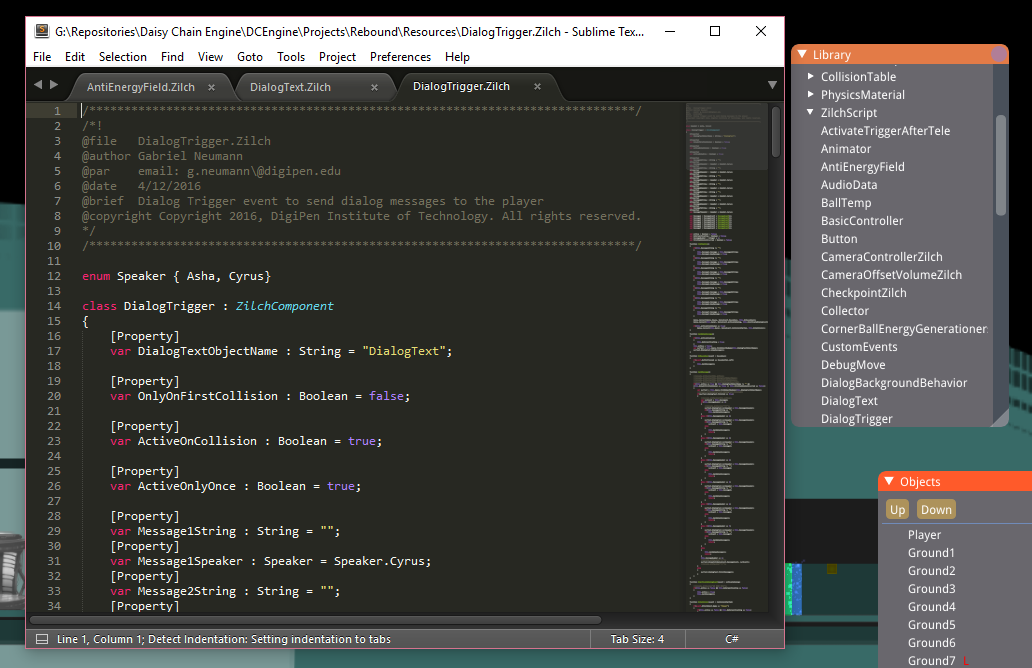 G:\Repositories\Daisy Chain Engine\DCEngine\Projects\Rebound\Resources\DialogTrigger.Zilch - Sublime Tex...
File Edit Selection Find View Goto Tools Project Preferences Help
AntiEnergyField.Zilch × DialogText.Zilch × DialogTrigger.Zilch ×
1 /******************************************************************************/
2 /*!
3 @file   DialogTrigger.Zilch
4 @author Gabriel Neumann
5 @par    email: g.neumann\@digipen.edu
6 @date   4/12/2016
7 @brief  Dialog Trigger event to send dialog messages to the player
8 @copyright Copyright 2016, DigiPen Institute of Technology. All rights reserved.
9 */
10 /******************************************************************************/
11
12 enum Speaker { Asha, Cyrus}
13
14 class DialogTrigger : ZilchComponent
15 {
16     [Property]
17     var DialogTextObjectName : String = "DialogText";
18
19     [Property]
20     var OnlyOnFirstCollision : Boolean = false;
21
22     [Property]
23     var ActiveOnCollision : Boolean = true;
24
25     [Property]
26     var ActiveOnlyOnce : Boolean = true;
27
28     [Property]
29     var Message1String : String = "";
30     [Property]
31     var Message1Speaker : Speaker = Speaker.Cyrus;
32     [Property]
33     var Message2String : String = "";
34     [Property]
Line 1, Column 1; Detect Indentation: Setting indentation to tabs Tab Size: 4 C#
Library
CollisionTable
PhysicsMaterial
ZilchScript
ActivateTriggerAfterTele
Animator
AntiEnergyField
AudioData
BallTemp
BasicController
Button
CameraControllerZilch
CameraOffsetVolumeZilch
CheckpointZilch
Collector
CornerBallEnergyGenerationer
CustomEvents
DebugMove
DialogBackgroundBehavior
DialogText
DialogTrigger
Objects
Up Down
Player
Ground1
Ground2
Ground3
Ground4
Ground5
Ground6
Ground7
L